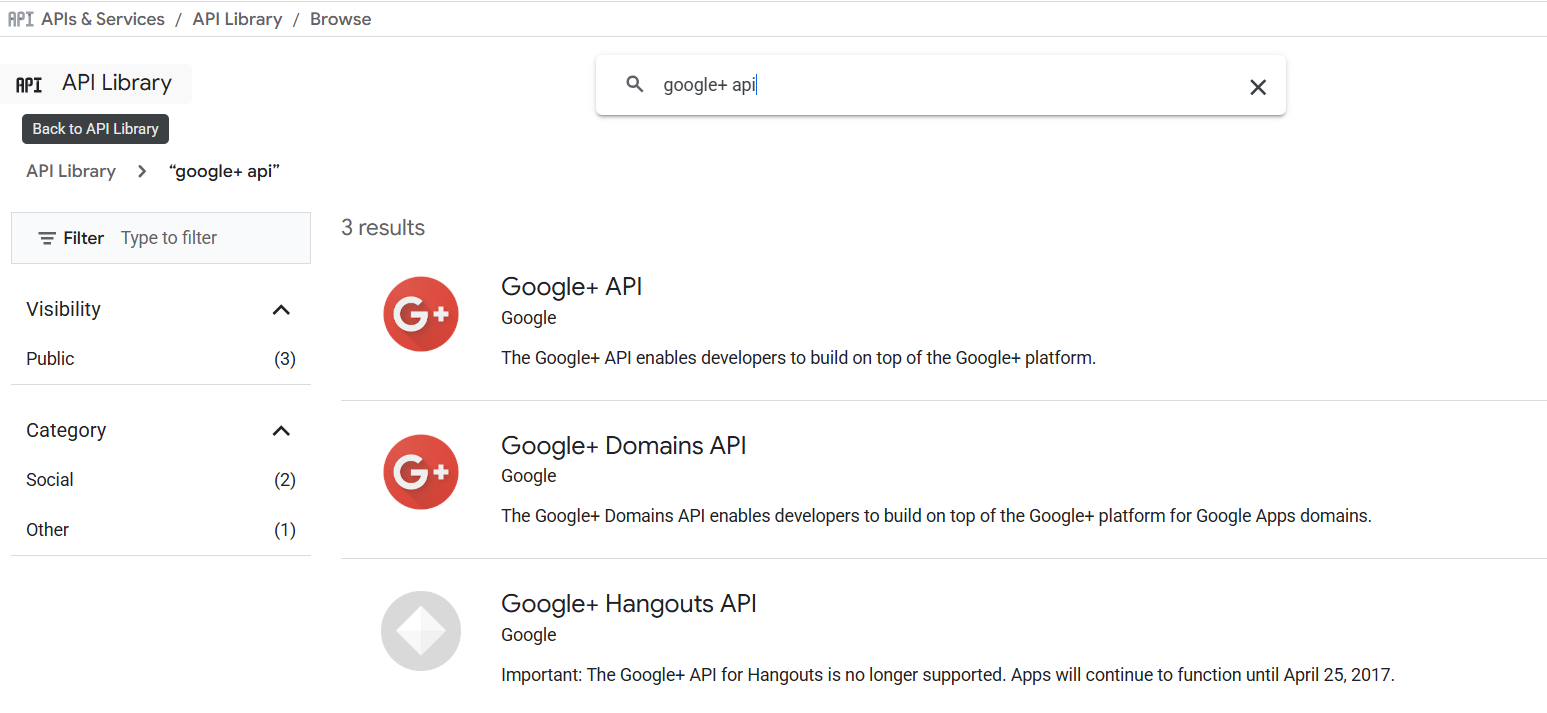 API APIs & Services / API Library / Browse
API API Library
google+ api
Back to API Library
API Library > “google+ api”
Filter Type to filter
3 results
Visibility
Public (3)
Category
Social (2)
Other (1)
G+
Google+ API
Google
The Google+ API enables developers to build on top of the Google+ platform.
G+
Google+ Domains API
Google
The Google+ Domains API enables developers to build on top of the Google+ platform for Google Apps domains.
Google+ Hangouts API
Google
Important: The Google+ API for Hangouts is no longer supported. Apps will continue to function until April 25, 2017.